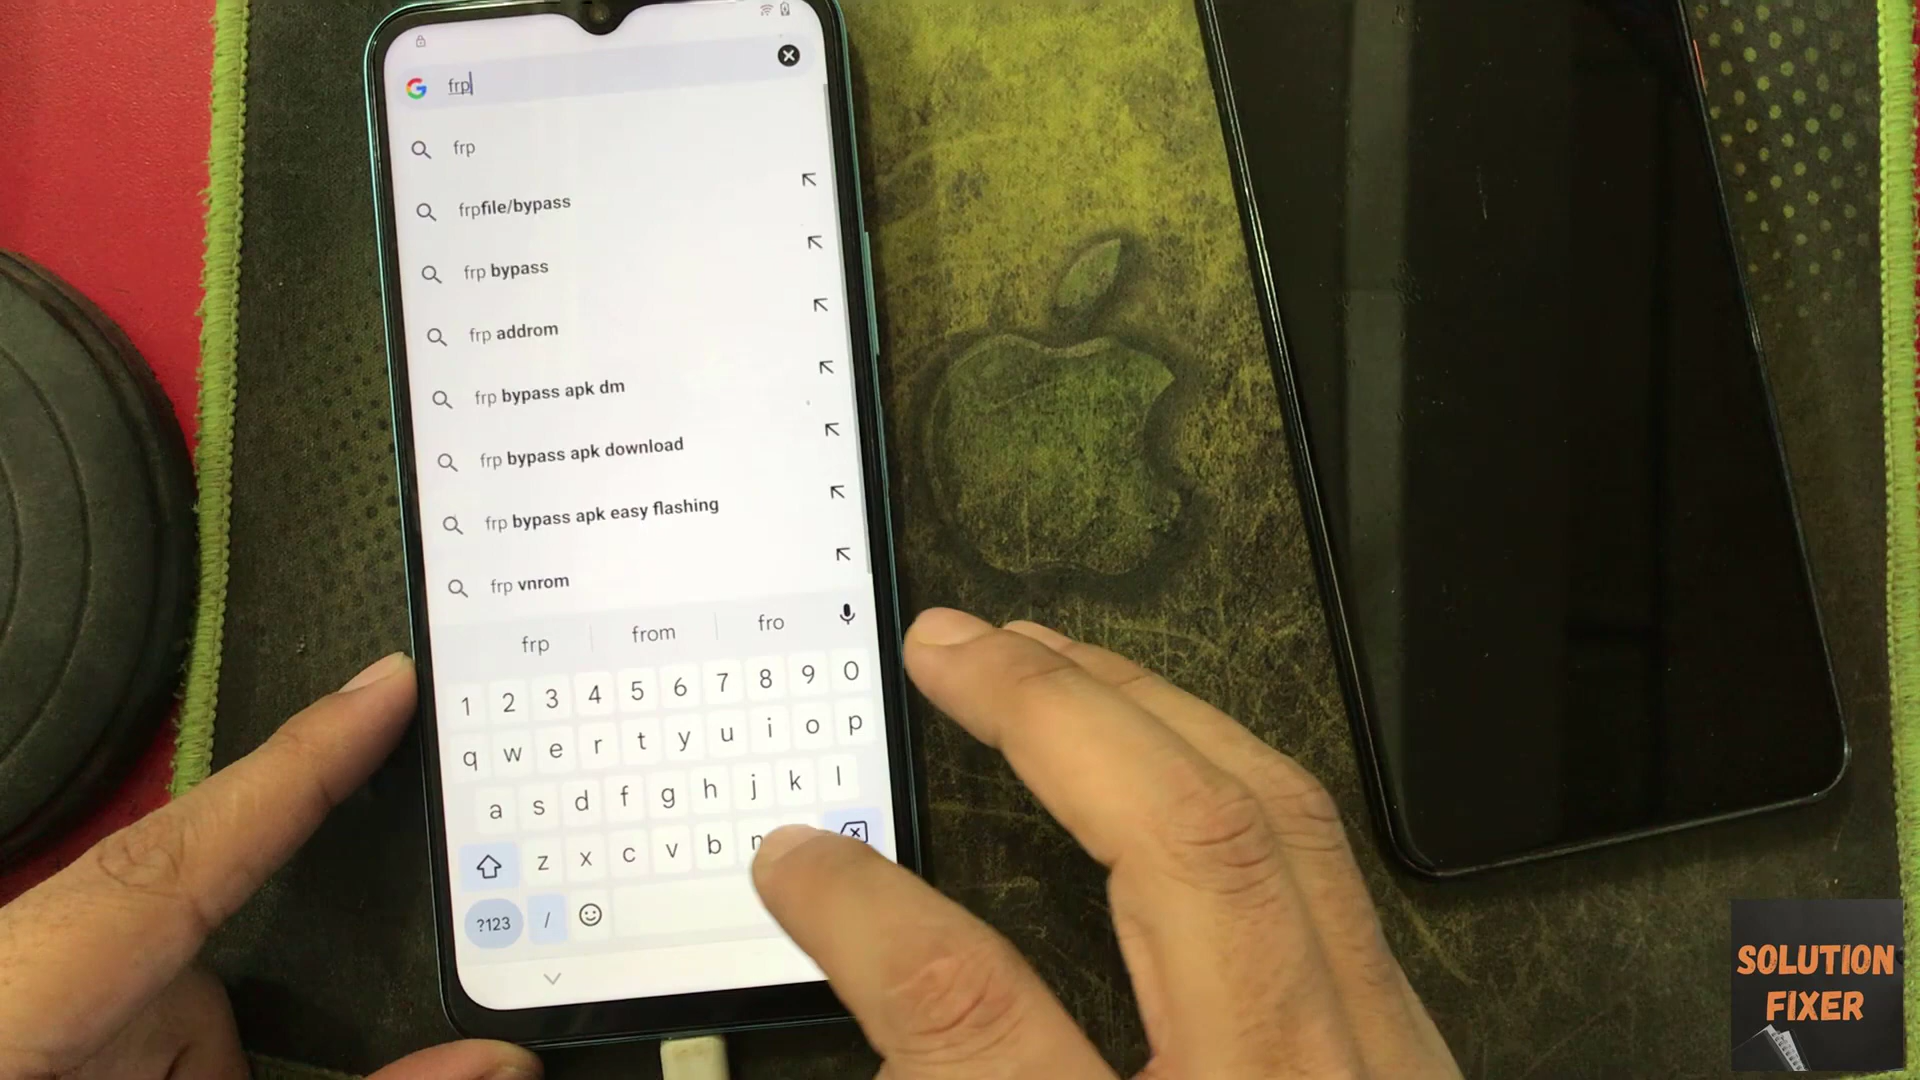 frp
frp
frpfile/bypass
frp bypass
frp addrom
frp bypass apk dm
frp bypass apk download
frp bypass apk easy flashing
frp vnrom
frp from fro
1 2 3 4 5 6 7 8 9 0
q w e r t y u i o p
a s d f g h j k l
z x c v b n
?123 /
SOLUTION
FIXER